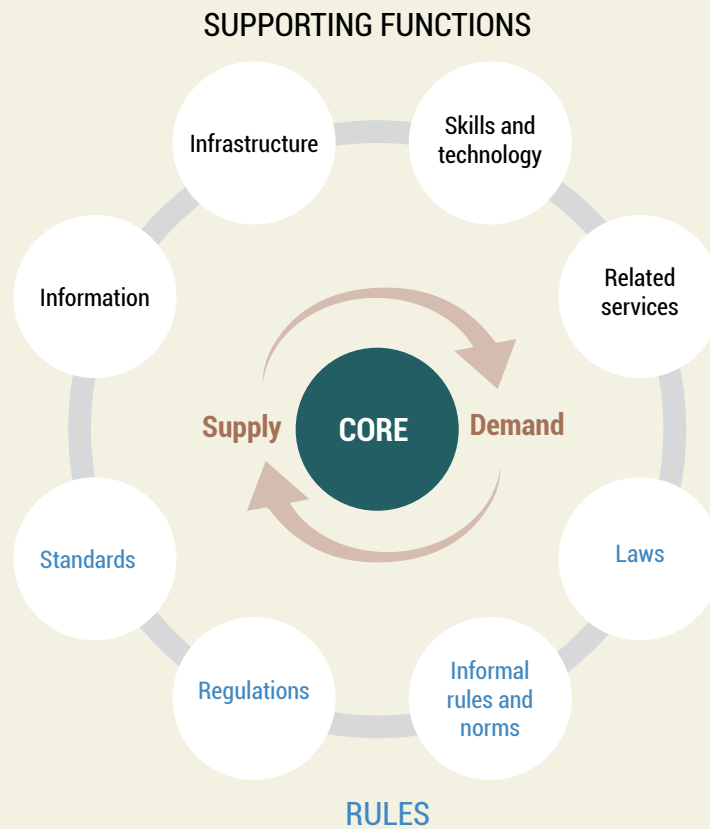 SUPPORTING FUNCTIONS
Infrastructure
Skills and
technology
Information
Related
services
Supply
CORE
Demand
Standards
Laws
Regulations
Informal
rules and
norms
RULES